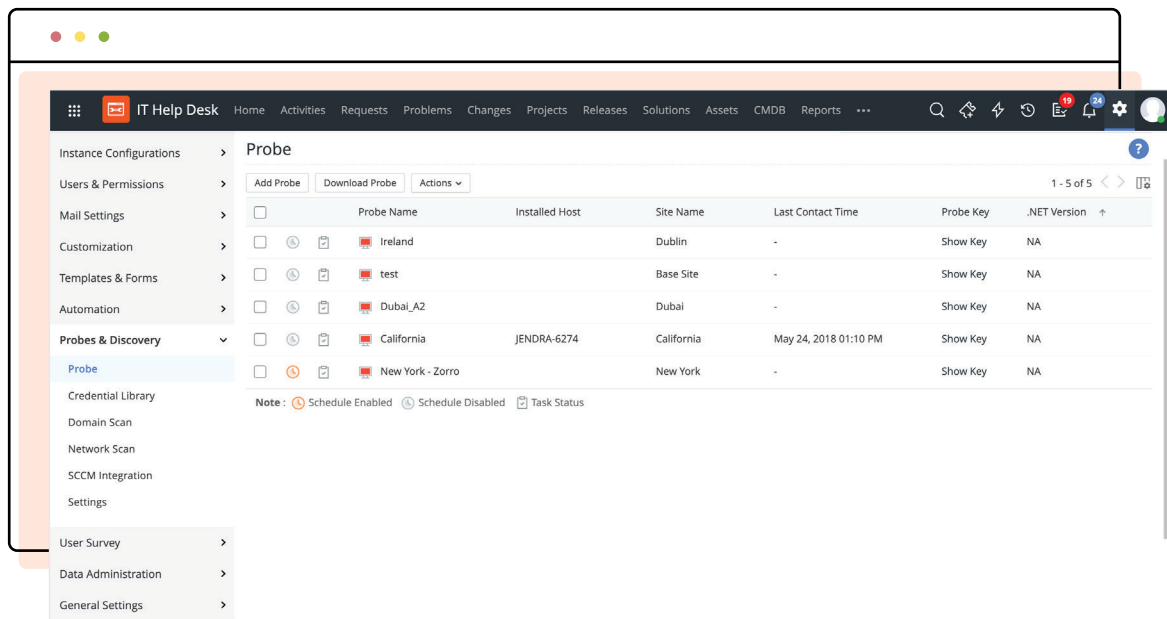 IT Help Desk Home Activities Requests Problems Changes Projects Releases Solutions Assets CMDB Reports ••• 19 24
Instance Configurations
Users & Permissions
Mail Settings
Customization
Templates & Forms
Automation
Probes & Discovery
Probe
Credential Library
Domain Scan
Network Scan
SCCM Integration
Settings
User Survey
Data Administration
General Settings
Probe ?
Add Probe Download Probe Actions 1 - 5 of 5
Probe Name Installed Host Site Name Last Contact Time Probe Key .NET Version
Ireland Dublin - Show Key NA
test Base Site - Show Key NA
Dubai_A2 Dubai - Show Key NA
California JENDRA-6274 California May 24, 2018 01:10 PM Show Key NA
New York - Zorro New York - Show Key NA
Note : Schedule Enabled Schedule Disabled Task Status